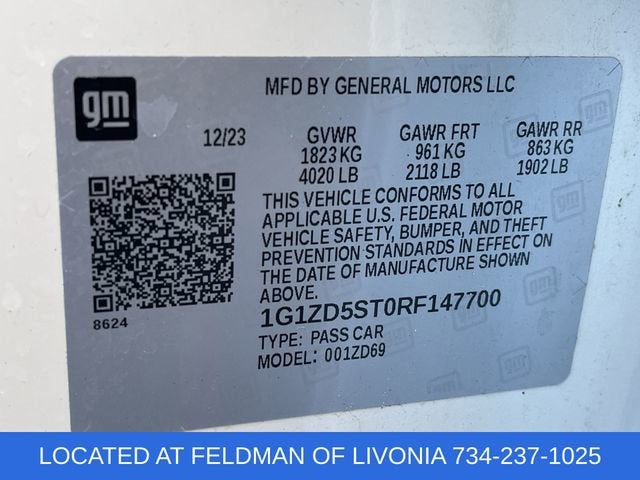 gm
MFD BY GENERAL MOTORS LLC
12/23 GVWR GAWR FRT GAWR RR
1823 KG 961 KG 863 KG
4020 LB 2118 LB 1902 LB
THIS VEHICLE CONFORMS TO ALL
APPLICABLE U.S. FEDERAL MOTOR
VEHICLE SAFETY, BUMPER, AND THEFT
PREVENTION STANDARDS IN EFFECT ON
THE DATE OF MANUFACTURE SHOWN
ABOVE.
8624
1G1ZD5ST0RF147700
TYPE: PASS CAR
MODEL: 001ZD69
LOCATED AT FELDMAN OF LIVONIA 734-237-1025